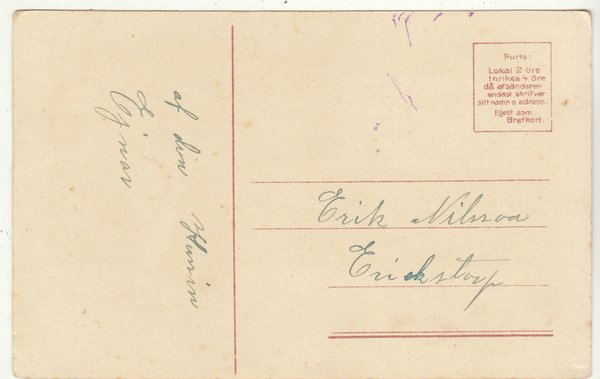 af din
Ejnar
Porto:
Lokal 2 öre
Inrikes 4 öre
då afsändaren
endast skrifver
sitt namn o. adress.
Eljest som
Brefkort.
Erik Nilsson
Erickstorp